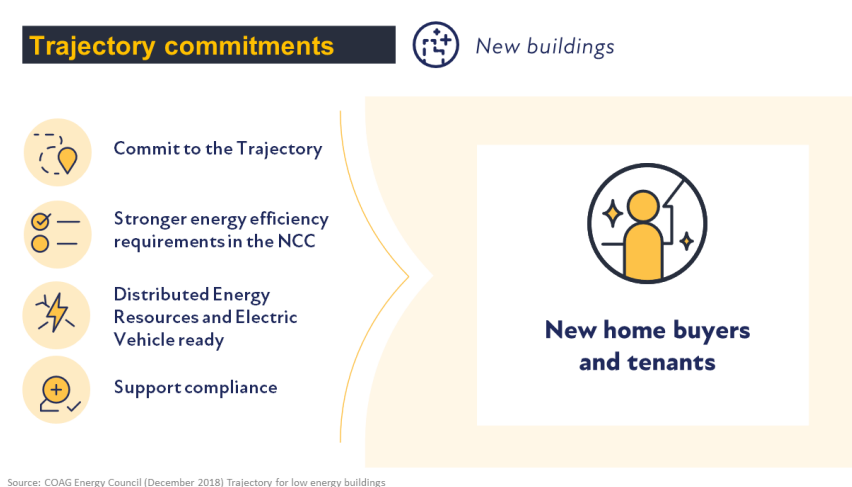 Trajectory commitments
New buildings
Commit to the Trajectory
Stronger energy efficiency
requirements in the NCC
Distributed Energy
Resources and Electric
Vehicle ready
Support compliance
New home buyers
and tenants
Source: COAG Energy Council (December 2018) Trajectory for low energy buildings